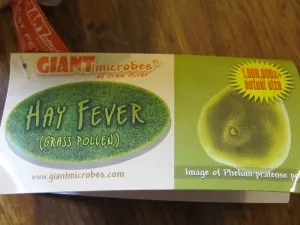 GIANTmicrobes®
by Drew Oliver
1,000,000x
actual size
HAY FEVER
(GRASS POLLEN)
www.giantmicrobes.com
Image of Phleum pratense